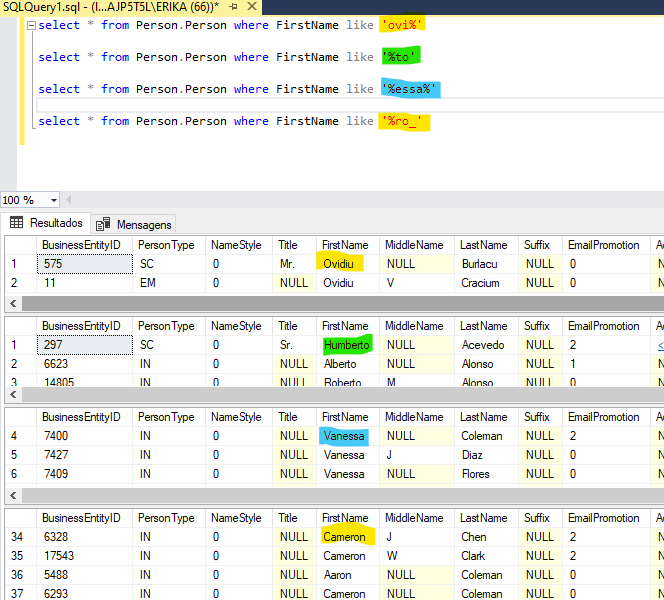 SQLQuery1.sql - (l...AJP5T5L\ERIKA (66))*
select * from Person.Person where FirstName like 'ovi%'
select * from Person.Person where FirstName like '%to'
select * from Person.Person where FirstName like '%essa%'
select * from Person.Person where FirstName like '%ro_'
100 %
Resultados Mensagens
BusinessEntityID PersonType NameStyle Title FirstName MiddleName LastName Suffix EmailPromotion
1 575 SC 0 Mr. Ovidiu NULL Burlacu NULL 0
2 11 EM 0 NULL Ovidiu V Cracium NULL 0
BusinessEntityID PersonType NameStyle Title FirstName MiddleName LastName Suffix EmailPromotion
1 297 SC 0 Sr. Humberto NULL Acevedo NULL 2
2 6623 IN 0 NULL Alberto NULL Alonso NULL 1
3 14805 IN 0 NULL Roberto M Alonso NULL 0
BusinessEntityID PersonType NameStyle Title FirstName MiddleName LastName Suffix EmailPromotion
4 7400 IN 0 NULL Vanessa NULL Coleman NULL 2
5 7427 IN 0 NULL Vanessa J Diaz NULL 0
6 7409 IN 0 NULL Vanessa NULL Flores NULL 0
BusinessEntityID PersonType NameStyle Title FirstName MiddleName LastName Suffix EmailPromotion
34 6328 IN 0 NULL Cameron J Chen NULL 2
35 17543 IN 0 NULL Cameron W Clark NULL 2
36 5488 IN 0 NULL Aaron NULL Coleman NULL 0
37 6293 IN 0 NULL Cameron NULL Coleman NULL 0